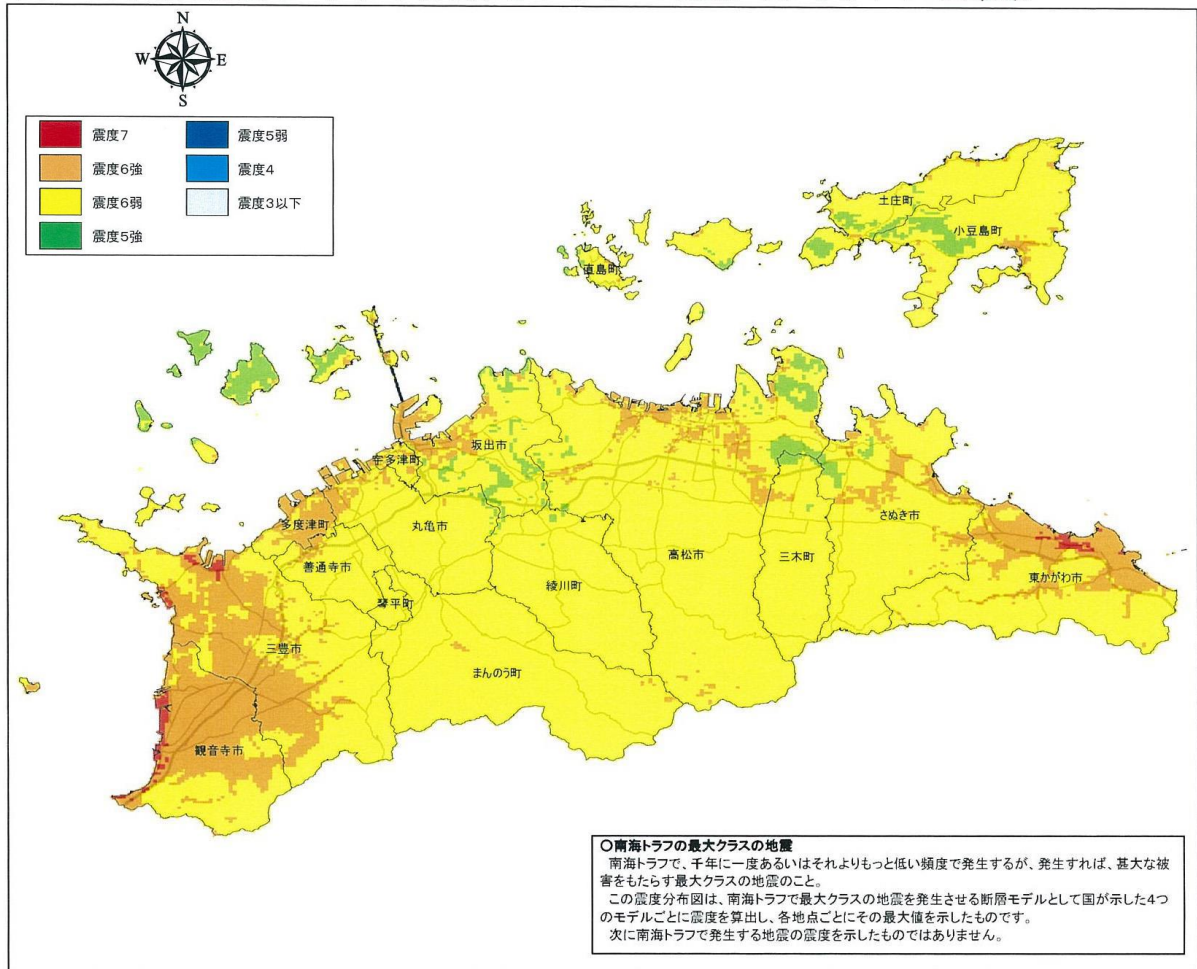 N
W E
S
震度7
震度5弱
震度6強
震度4
震度6弱
震度3以下
震度5強
土庄町
小豆島町
直島町
坂出市
宇多津町
多度津町
丸亀市
さぬき市
高松市
三木町
善通寺市
綾川町
東かがわ市
琴平町
三豊市
まんのう町
観音寺市
○南海トラフの最大クラスの地震
南海トラフで、千年に一度あるいはそれよりもっと低い頻度で発生するが、発生すれば、甚大な被
害をもたらす最大クラスの地震のこと。
この震度分布図は、南海トラフで最大クラスの地震を発生させる断層モデルとして国が示した4つ
のモデルごとに震度を算出し、各地点ごとにその最大値を示したものです。
次に南海トラフで発生する地震の震度を示したものではありません。